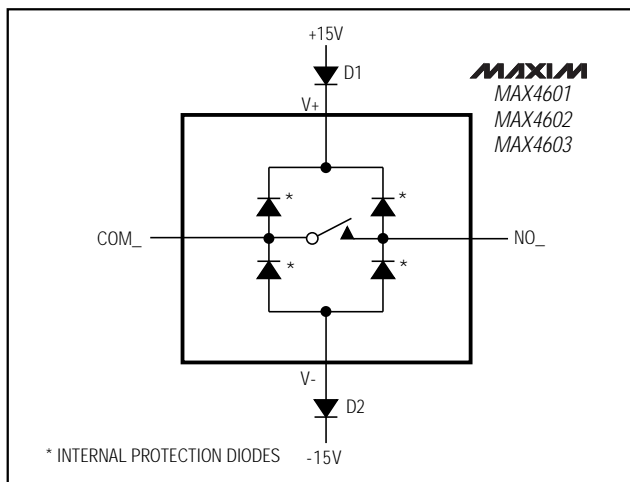 +15V
D1
MAXIM
V+
MAX4601
MAX4602
MAX4603
*
*
COM_
NO_
*
*
V-
D2
* INTERNAL PROTECTION DIODES
-15V